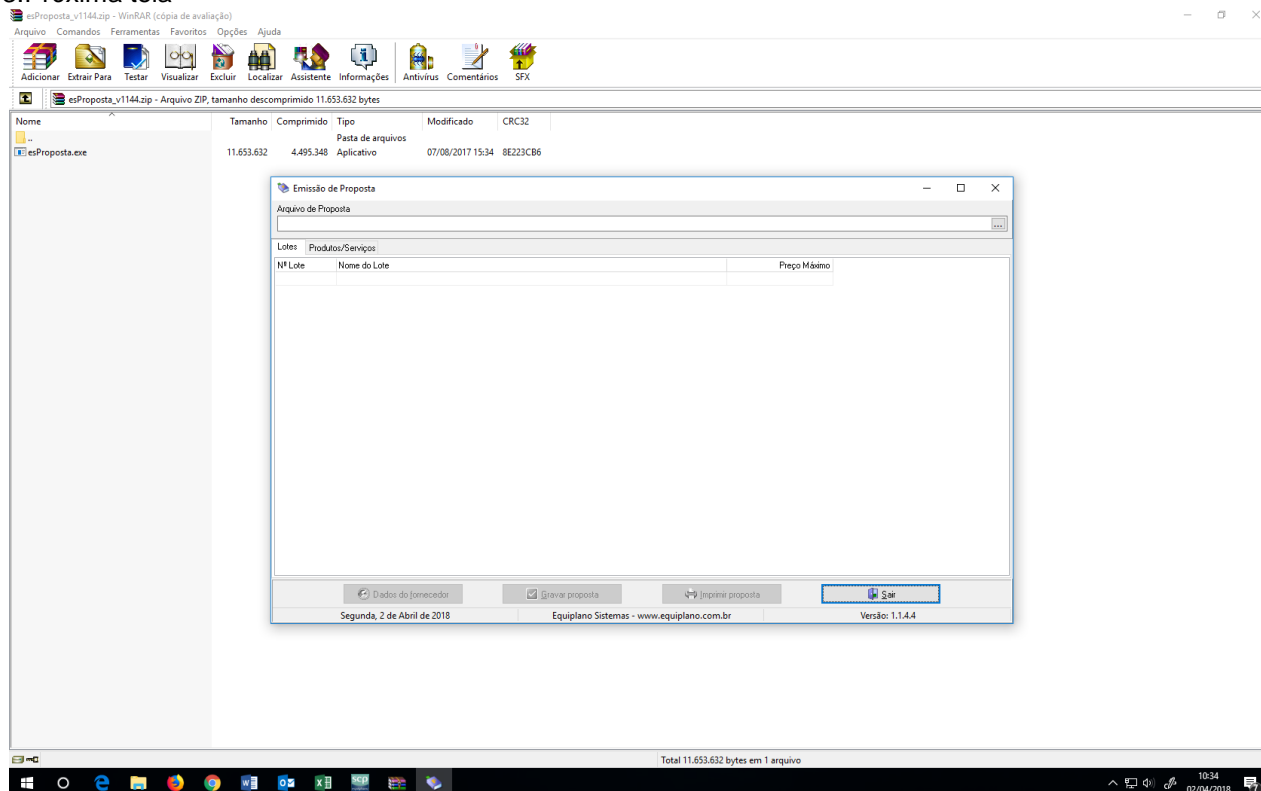 esProposta_v1144.zip - WinRAR (cópia de avaliação)
Arquivo Comandos Ferramentas Favoritos Opções Ajuda
Adicionar Extrair Para Testar Visualizar Excluir Localizar Assistente Informações Antivírus Comentários SFX
esProposta_v1144.zip - Arquivo ZIP, tamanho descomprimido 11.653.632 bytes
Nome Tamanho Comprimido Tipo Modificado CRC32
.. Pasta de arquivos
esProposta.exe 11.653.632 4.495.348 Aplicativo 07/08/2017 15:34 8E223CB6
Emissão de Proposta
Arquivo de Proposta
...
Lotes Produtos/Serviços
Nº Lote Nome do Lote Preço Máximo
Dados do fornecedor Gravar proposta Imprimir proposta Sair
Segunda, 2 de Abril de 2018 Equiplano Sistemas - www.equiplano.com.br Versão: 1.1.4.4
Total 11.653.632 bytes em 1 arquivo
10:34
02/04/2018